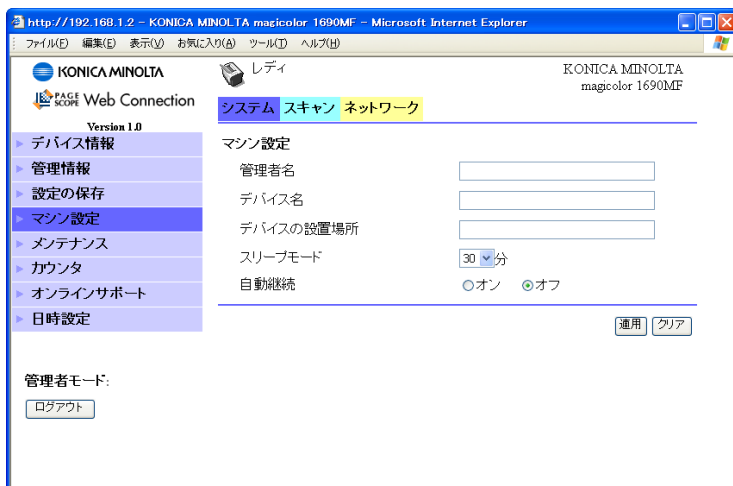 http://192.168.1.2 - KONICA MINOLTA magicolor 1690MF - Microsoft Internet Explorer
ファイル(F) 編集(E) 表示(V) お気に入り(A) ツール(T) ヘルプ(H)
KONICA MINOLTA
レディ
KONICA MINOLTA
magicolor 1690MF
PAGE SCOPE Web Connection
Version 1.0
システム スキャン ネットワーク
デバイス情報
管理情報
設定の保存
マシン設定
メンテナンス
カウンタ
オンラインサポート
日時設定
マシン設定
管理者名
デバイス名
デバイスの設置場所
スリープモード 30 分
自動継続 オン オフ
適用 クリア
管理者モード:
ログアウト